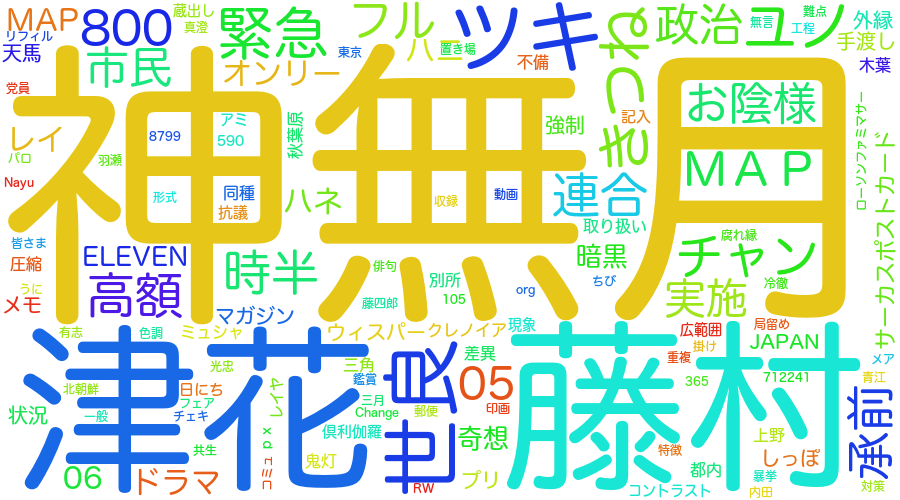 MAP
リフィル
天馬
800
蔵出し
真澄
緊急
フル
八二
置き場
ツキ
きつね
政治
無言
ユノ
難点
工程
外縁
手渡し
木葉
市民
オンリー
東京
不備
党員
神無月
レイ
パロ
羽瀬
Nayu
8799
アミ
590
秋葉原
形式
同種
抗議
ハネ
収録
動画
強制
記入
連合
取り扱い
お陰様
MAP
ローソンファミマサー
サーカスポストカード
皆さま
圧縮
うに
メモ
ELEVEN
高額
時半
マガジン
俳句
藤四郎
別所
105
org
暗黒
ちび
腐れ縁
チャン
冷徹
実施
有志
色調
ミュシャ
ウィスパー
クレノイア
現象
広範囲
掛け
局留め
JAPAN
メア
津花
藤村
北朝鮮
日にち
フェア
チェキ
一般
状況
共生
06
ドラマ
光忠
レイヤ
xd
ユミコ
三角
鑑賞
三月
Change
郵便
倶利伽羅
鬼灯
世良
RW
差異
05
印画
奇想
プリ
重複
365
712241
青江
承前
特徴
都内
上野
しっぽ
暴挙
内田
対策
コントラスト